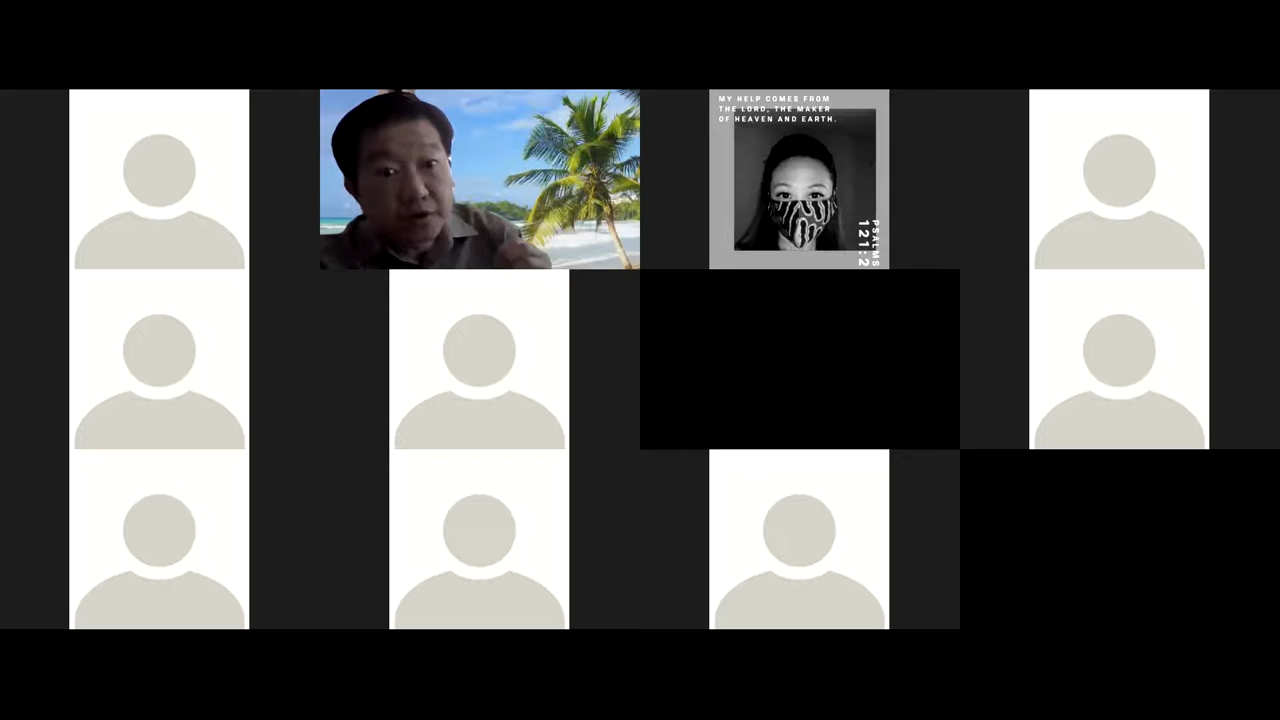 MY HELP COMES FROM
THE LORD, THE MAKER
OF HEAVEN AND EARTH.
PSALMS
121:2